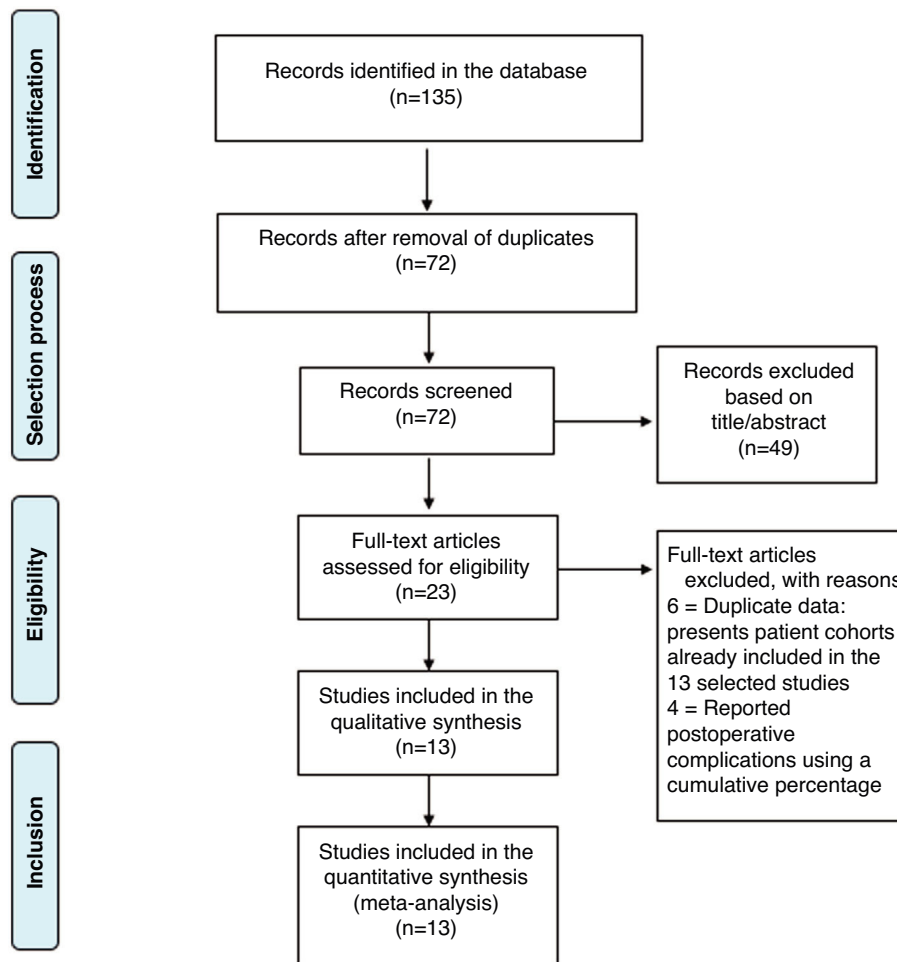 Identification
Records identified in the database
(n=135)
Records after removal of duplicates
(n=72)
Selection process
Records screened
(n=72)
Records excluded
based on
title/abstract
(n=49)
Eligibility
Full-text articles
assessed for eligibility
(n=23)
Full-text articles
excluded, with reasons
6 = Duplicate data:
presents patient cohorts
already included in the
13 selected studies
4 = Reported
postoperative
complications using a
cumulative percentage
Studies included in the
qualitative synthesis
(n=13)
Inclusion
Studies included in the
quantitative synthesis
(meta-analysis)
(n=13)